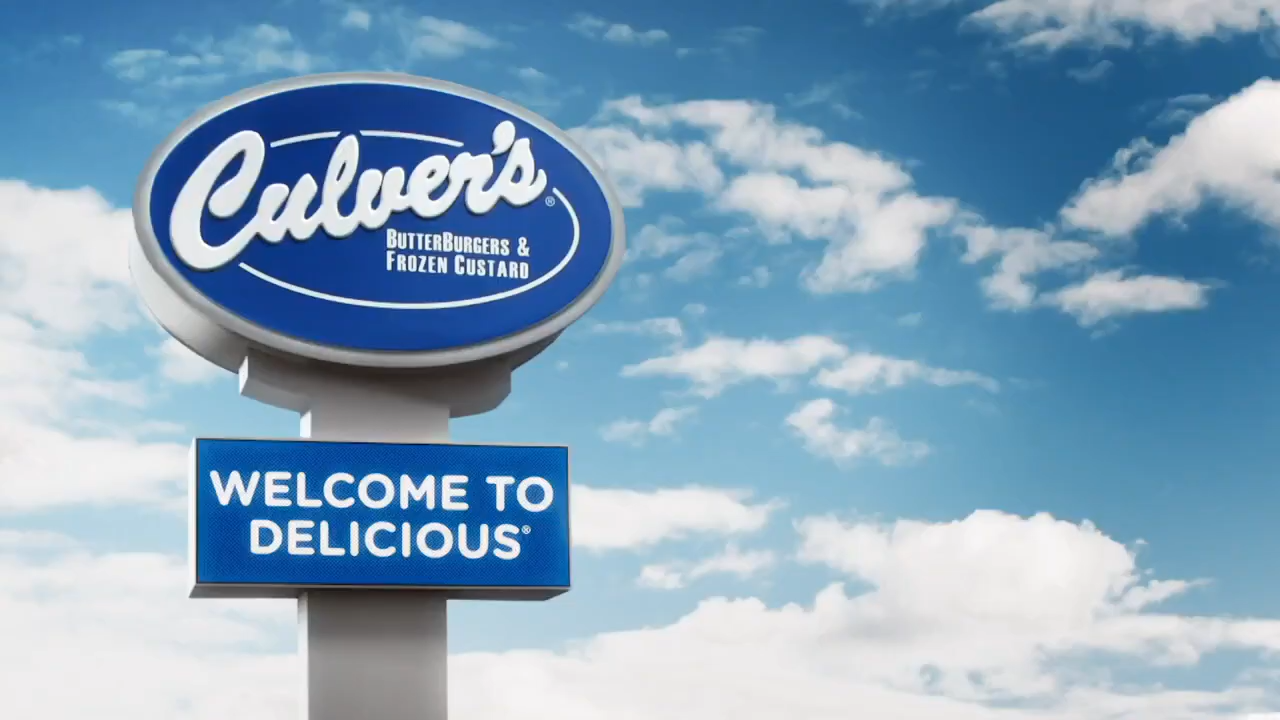 Culver's®
BUTTERBURGERS &
FROZEN CUSTARD
WELCOME TO
DELICIOUS®